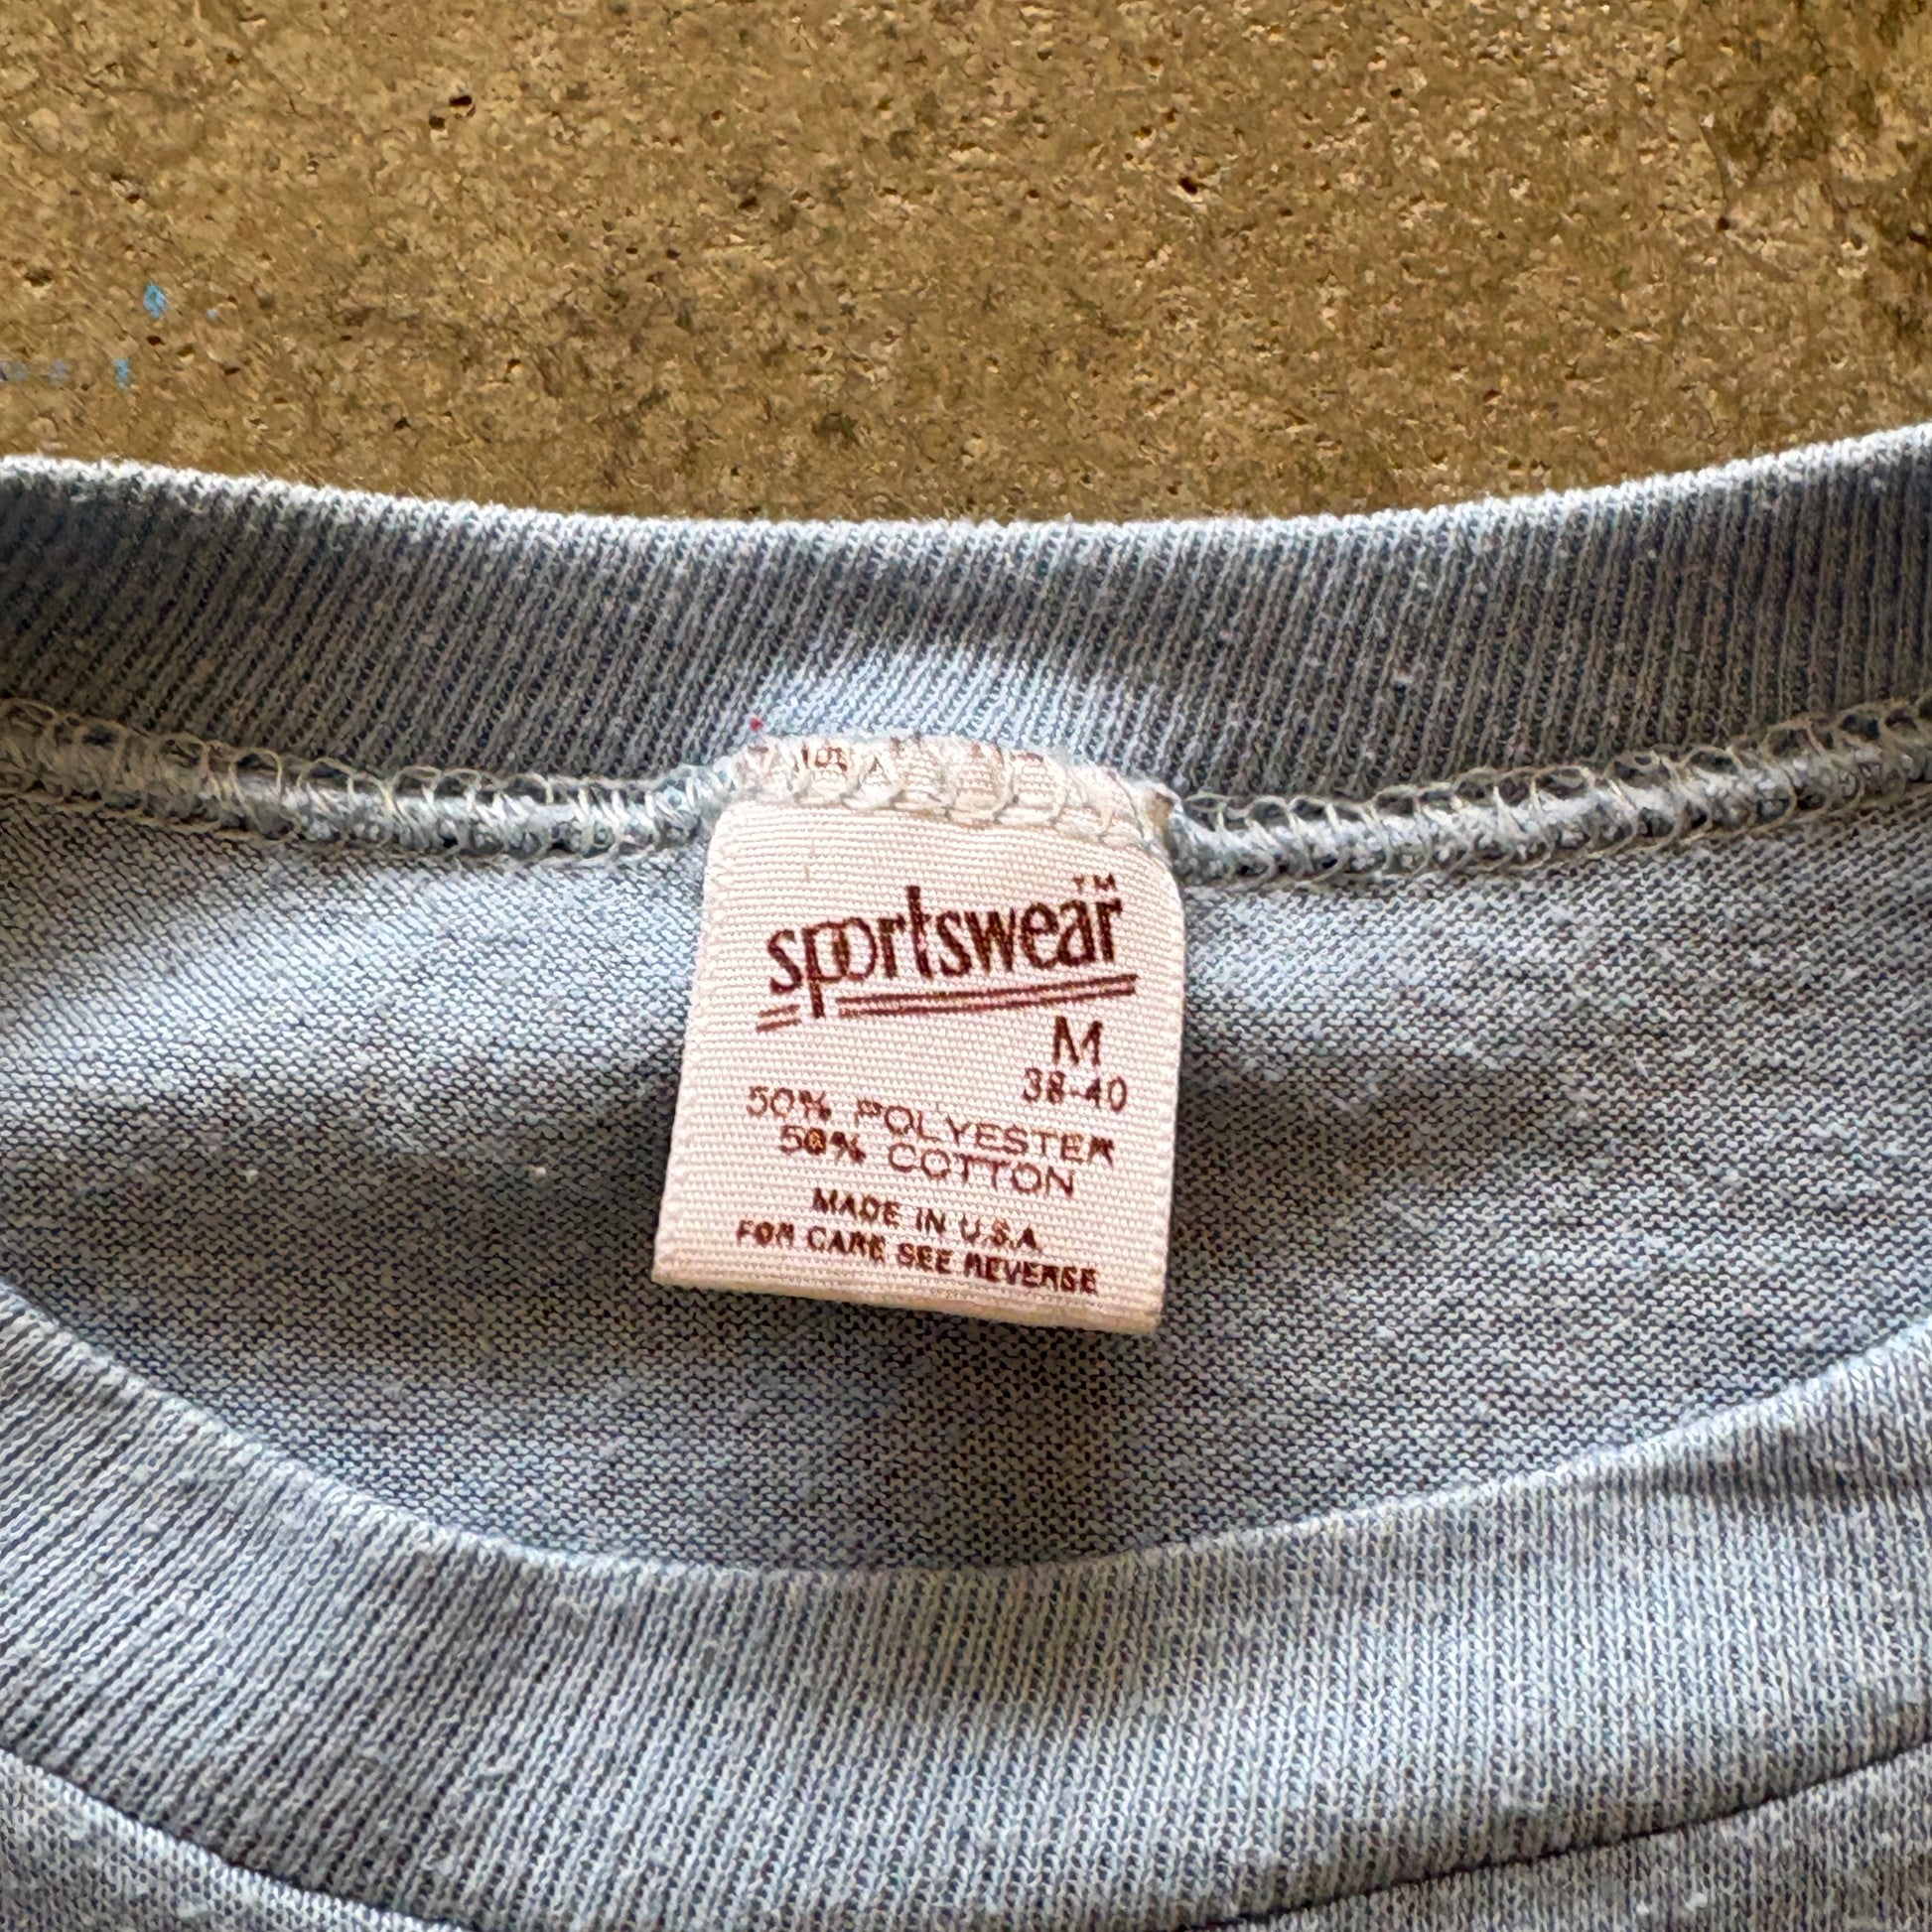 sportswear™
M
38-40
50% POLYESTER
50% COTTON
MADE IN U.S.A.
FOR CARE SEE REVERSE